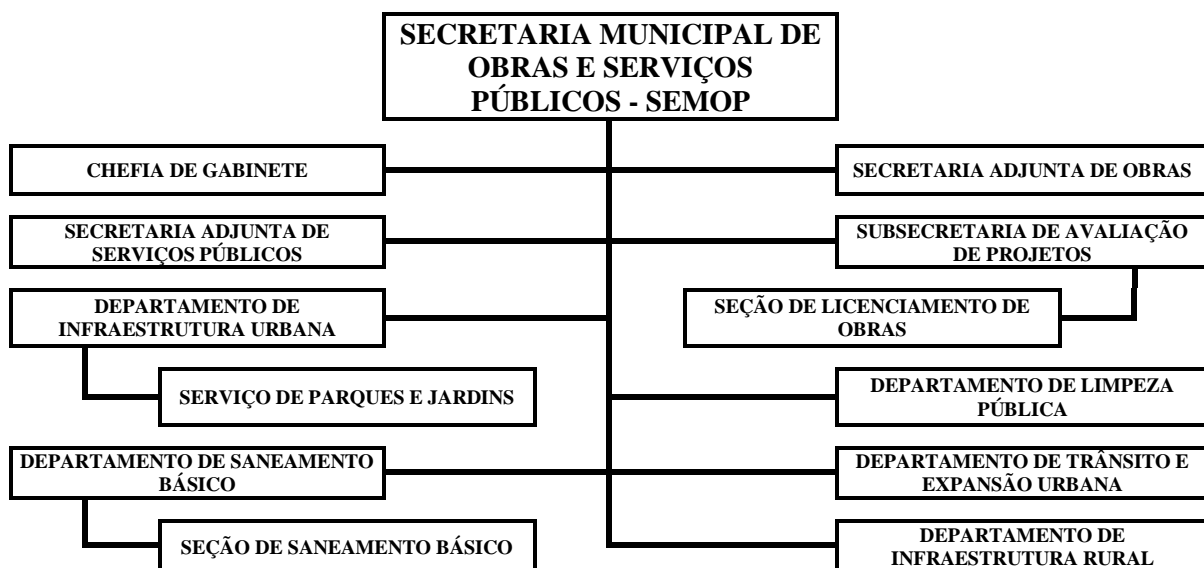 SECRETARIA MUNICIPAL DE
OBRAS E SERVIÇOS
PÚBLICOS - SEMOP
CHEFIA DE GABINETE
SECRETARIA ADJUNTA DE OBRAS
SECRETARIA ADJUNTA DE
SERVIÇOS PÚBLICOS
SUBSECRETARIA DE AVALIAÇÃO
DE PROJETOS
DEPARTAMENTO DE
INFRAESTRUTURA URBANA
SEÇÃO DE LICENCIAMENTO DE
OBRAS
SERVIÇO DE PARQUES E JARDINS
DEPARTAMENTO DE LIMPEZA
PÚBLICA
DEPARTAMENTO DE SANEAMENTO
BÁSICO
DEPARTAMENTO DE TRÂNSITO E
EXPANSÃO URBANA
SEÇÃO DE SANEAMENTO BÁSICO
DEPARTAMENTO DE
INFRAESTRUTURA RURAL